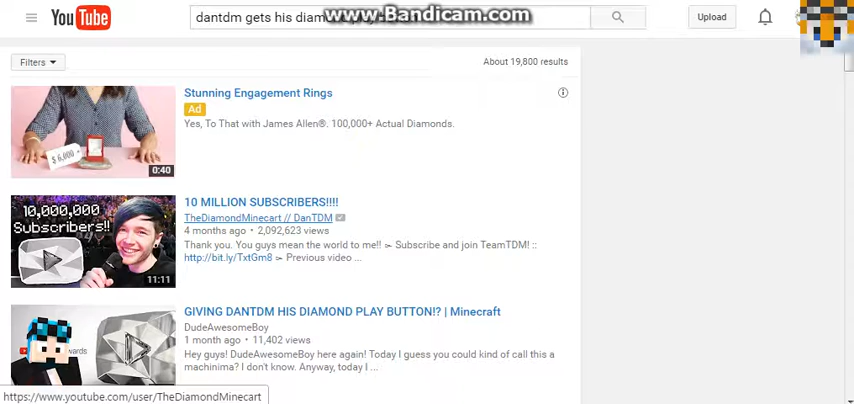 YouTube
dantdm gets his diam
www.Bandicam.com
Upload
Filters
About 19,800 results
$6,000
0:40
Stunning Engagement Rings
Ad
Yes, To That with James Allen®. 100,000+ Actual Diamonds.
10,000,000
Subscribers!!
11:11
10 MILLION SUBSCRIBERS!!!!
TheDiamondMinecart // DanTDM
4 months ago • 2,092,623 views
Thank you. You guys mean the world to me!! ➢ Subscribe and join TeamTDM! ::
http://bit.ly/TxtGm8 ➢ Previous video ...
GIVING DANTDM HIS DIAMOND PLAY BUTTON!? | Minecraft
DudeAwesomeBoy
1 month ago • 11,402 views
Hey guys! DudeAwesomeBoy here again! Today I guess you could kind of call this a
machinima? I don't know. Anyway, today I ...
https://www.youtube.com/user/TheDiamondMinecart